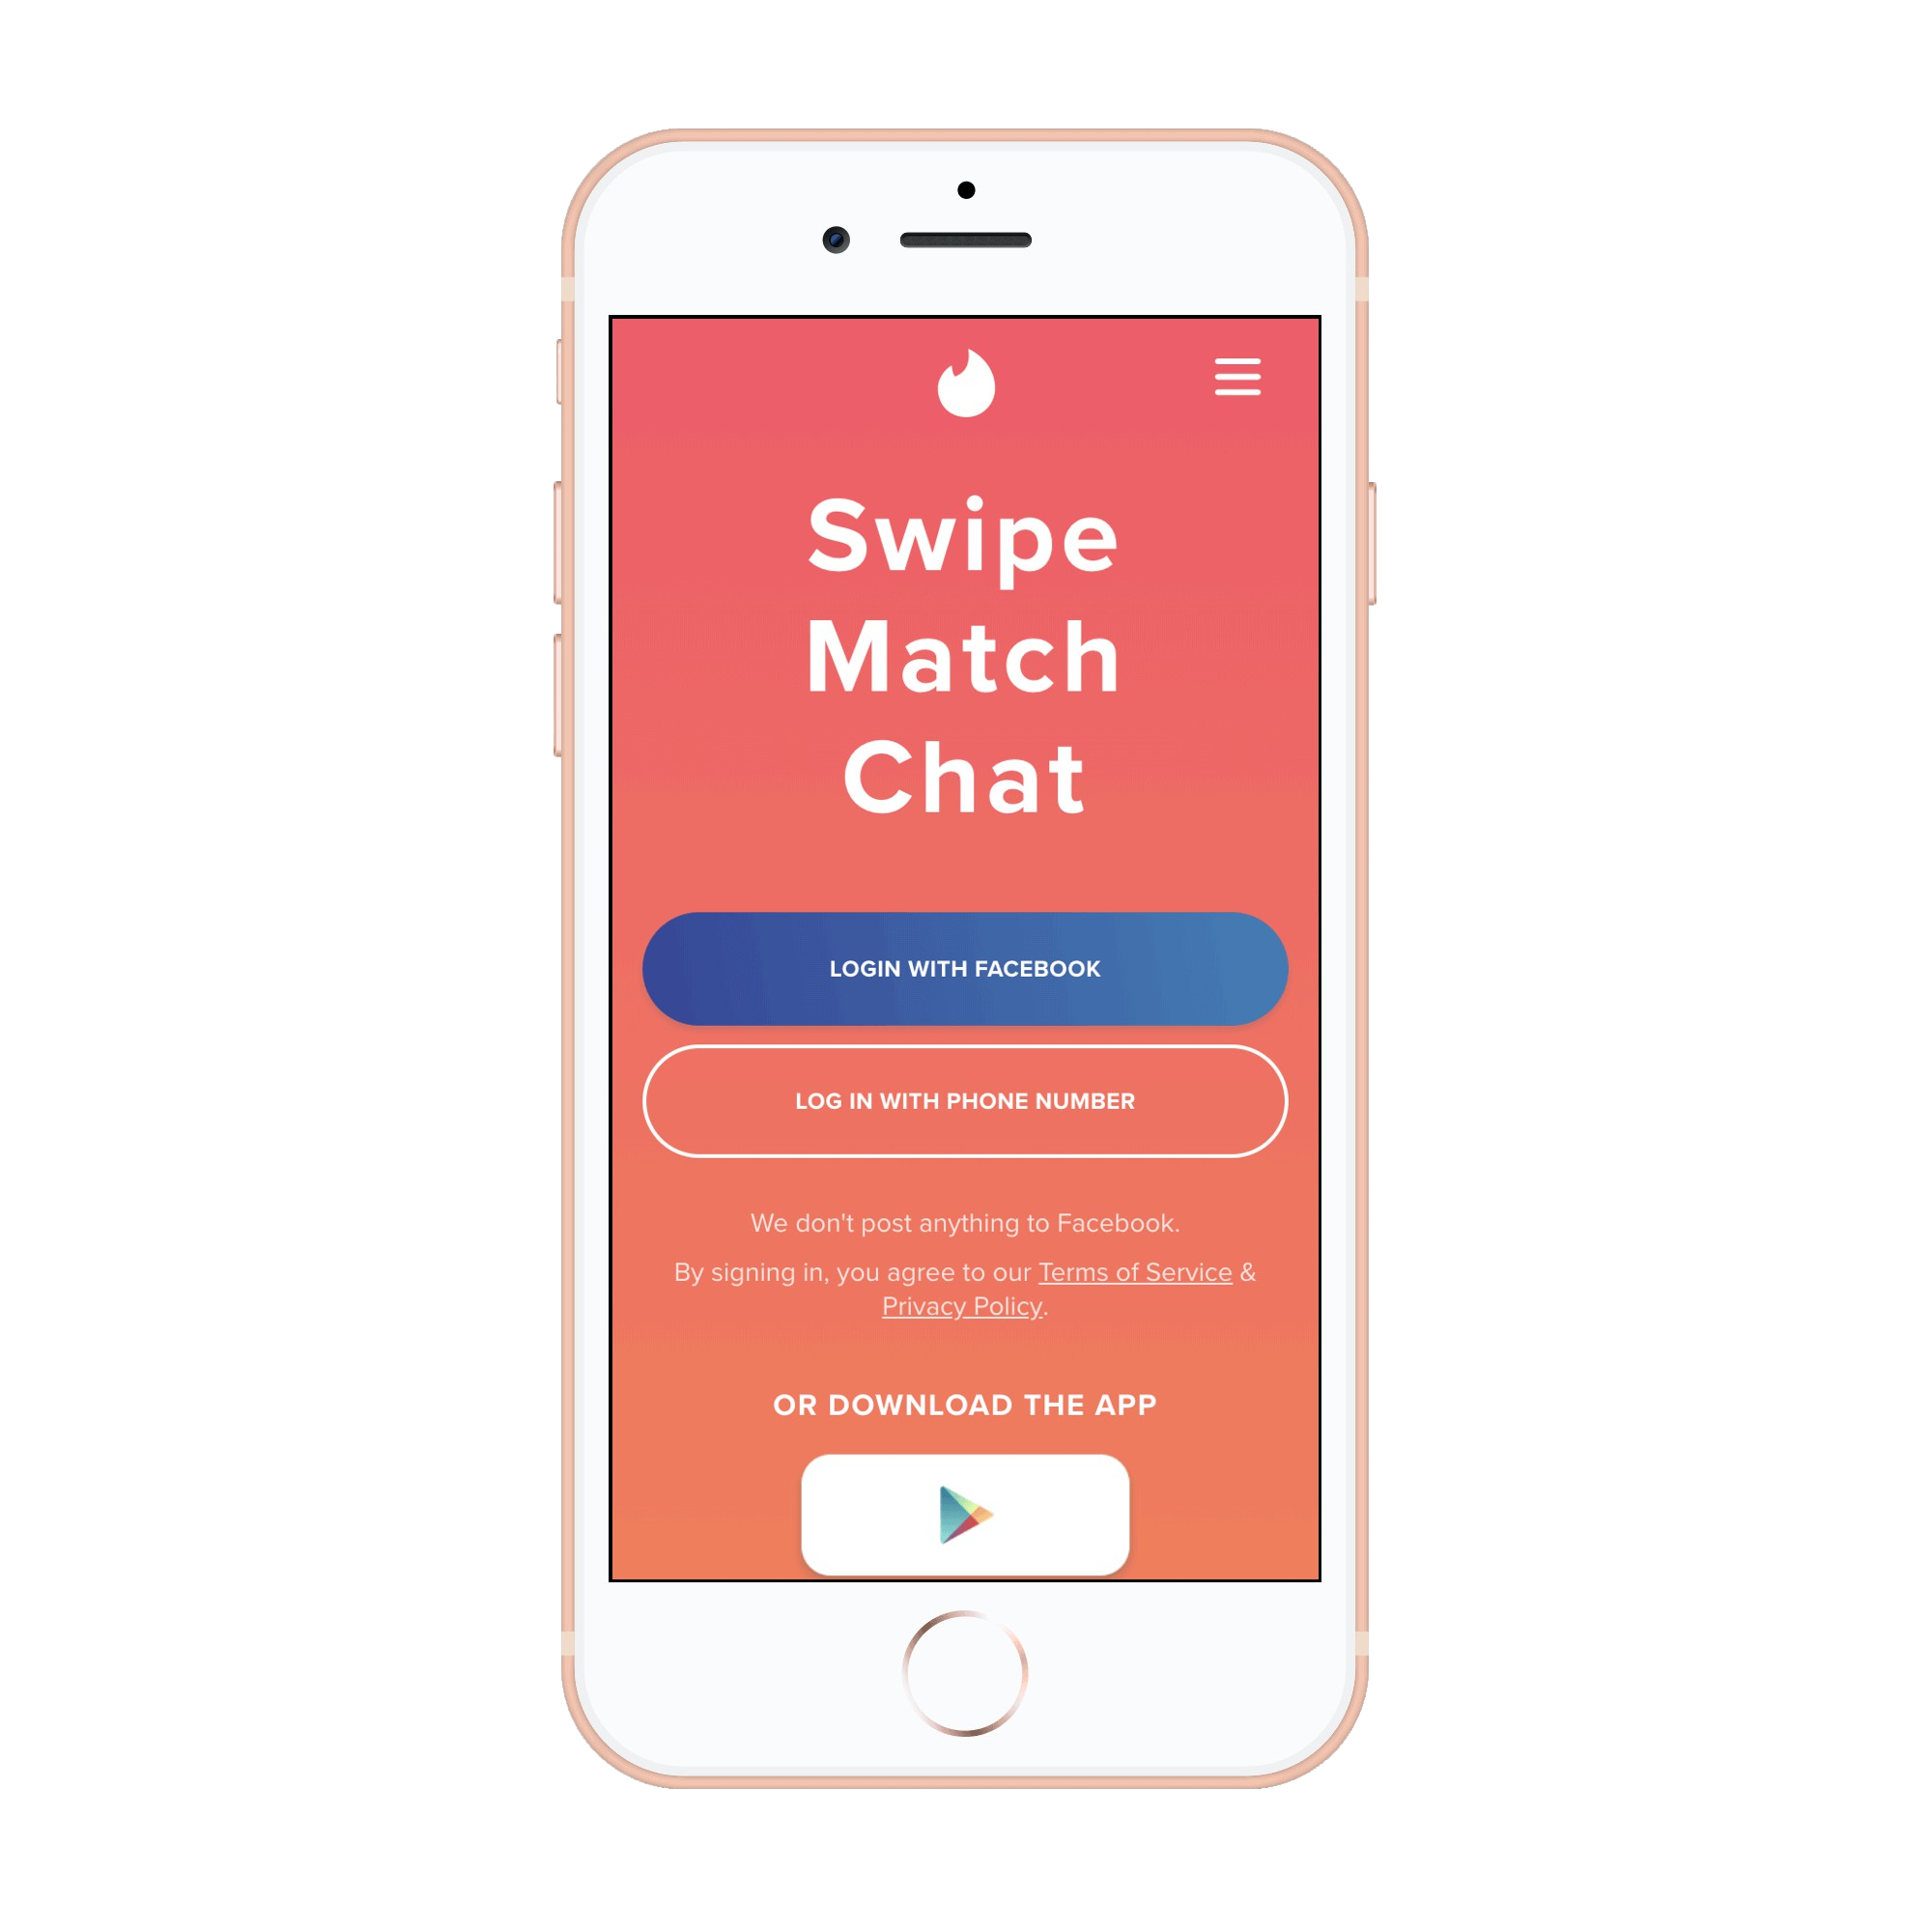 Swipe
Match
Chat
LOGIN WITH FACEBOOK
LOG IN WITH PHONE NUMBER
We don't post anything to Facebook.
By signing in, you agree to our Terms of Service &
Privacy Policy.
OR DOWNLOAD THE APP